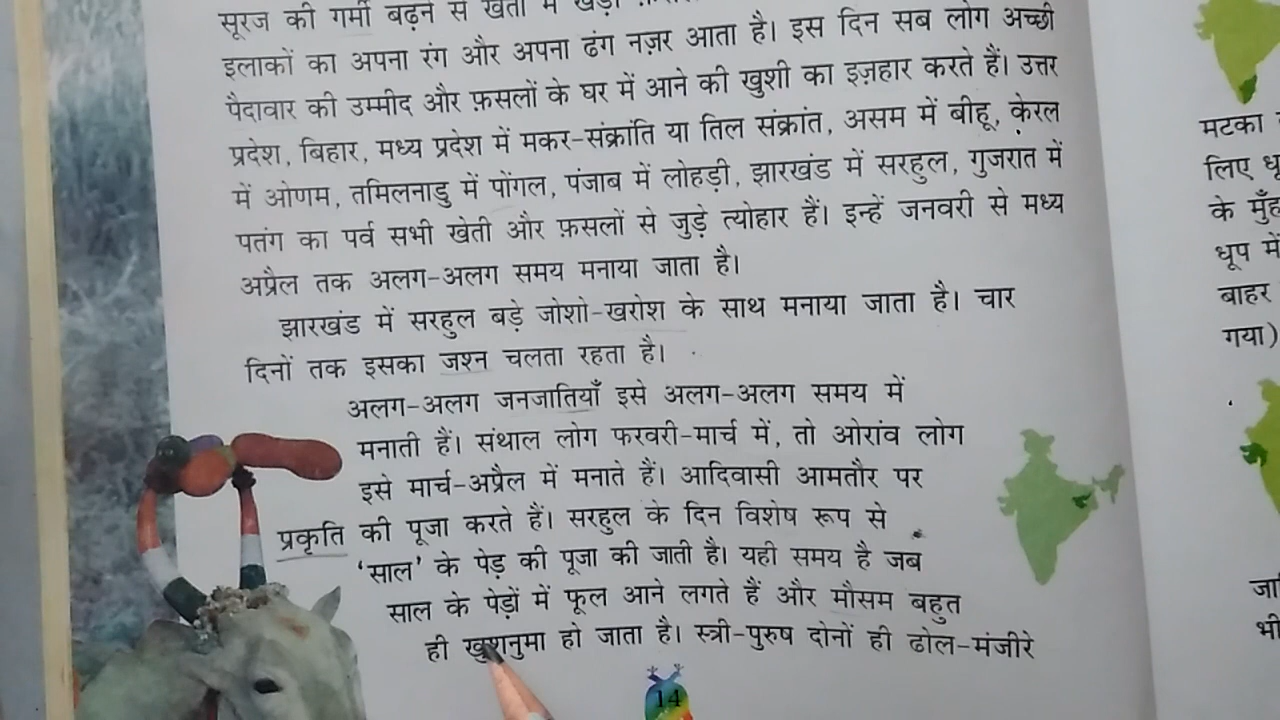 सूरज की गर्मी बढ़ने से खेतों में खड़ी
इलाकों का अपना रंग और अपना ढंग नज़र आता है। इस दिन सब लोग अच्छी
पैदावार की उम्मीद और फ़सलों के घर में आने की खुशी का इज़हार करते हैं। उत्तर
प्रदेश, बिहार, मध्य प्रदेश में मकर-संक्रांति या तिल संक्रांत, असम में बीहू, केरल
में ओणम, तमिलनाडु में पोंगल, पंजाब में लोहड़ी, झारखंड में सरहुल, गुजरात में
पतंग का पर्व सभी खेती और फ़सलों से जुड़े त्योहार हैं। इन्हें जनवरी से मध्य
अप्रैल तक अलग-अलग समय मनाया जाता है।
झारखंड में सरहुल बड़े जोशो-खरोश के साथ मनाया जाता है। चार
दिनों तक इसका जश्न चलता रहता है।
अलग-अलग जनजातियाँ इसे अलग-अलग समय में
मनाती हैं। संथाल लोग फरवरी-मार्च में, तो ओरांव लोग
इसे मार्च-अप्रैल में मनाते हैं। आदिवासी आमतौर पर
प्रकृति की पूजा करते हैं। सरहुल के दिन विशेष रूप से
'साल' के पेड़ की पूजा की जाती है। यही समय है जब
साल के पेड़ों में फूल आने लगते हैं और मौसम बहुत
ही खुशनुमा हो जाता है। स्त्री-पुरुष दोनों ही ढोल-मंजीरे
14
मटका
लिए
के
धूप में
बाहर
गया)